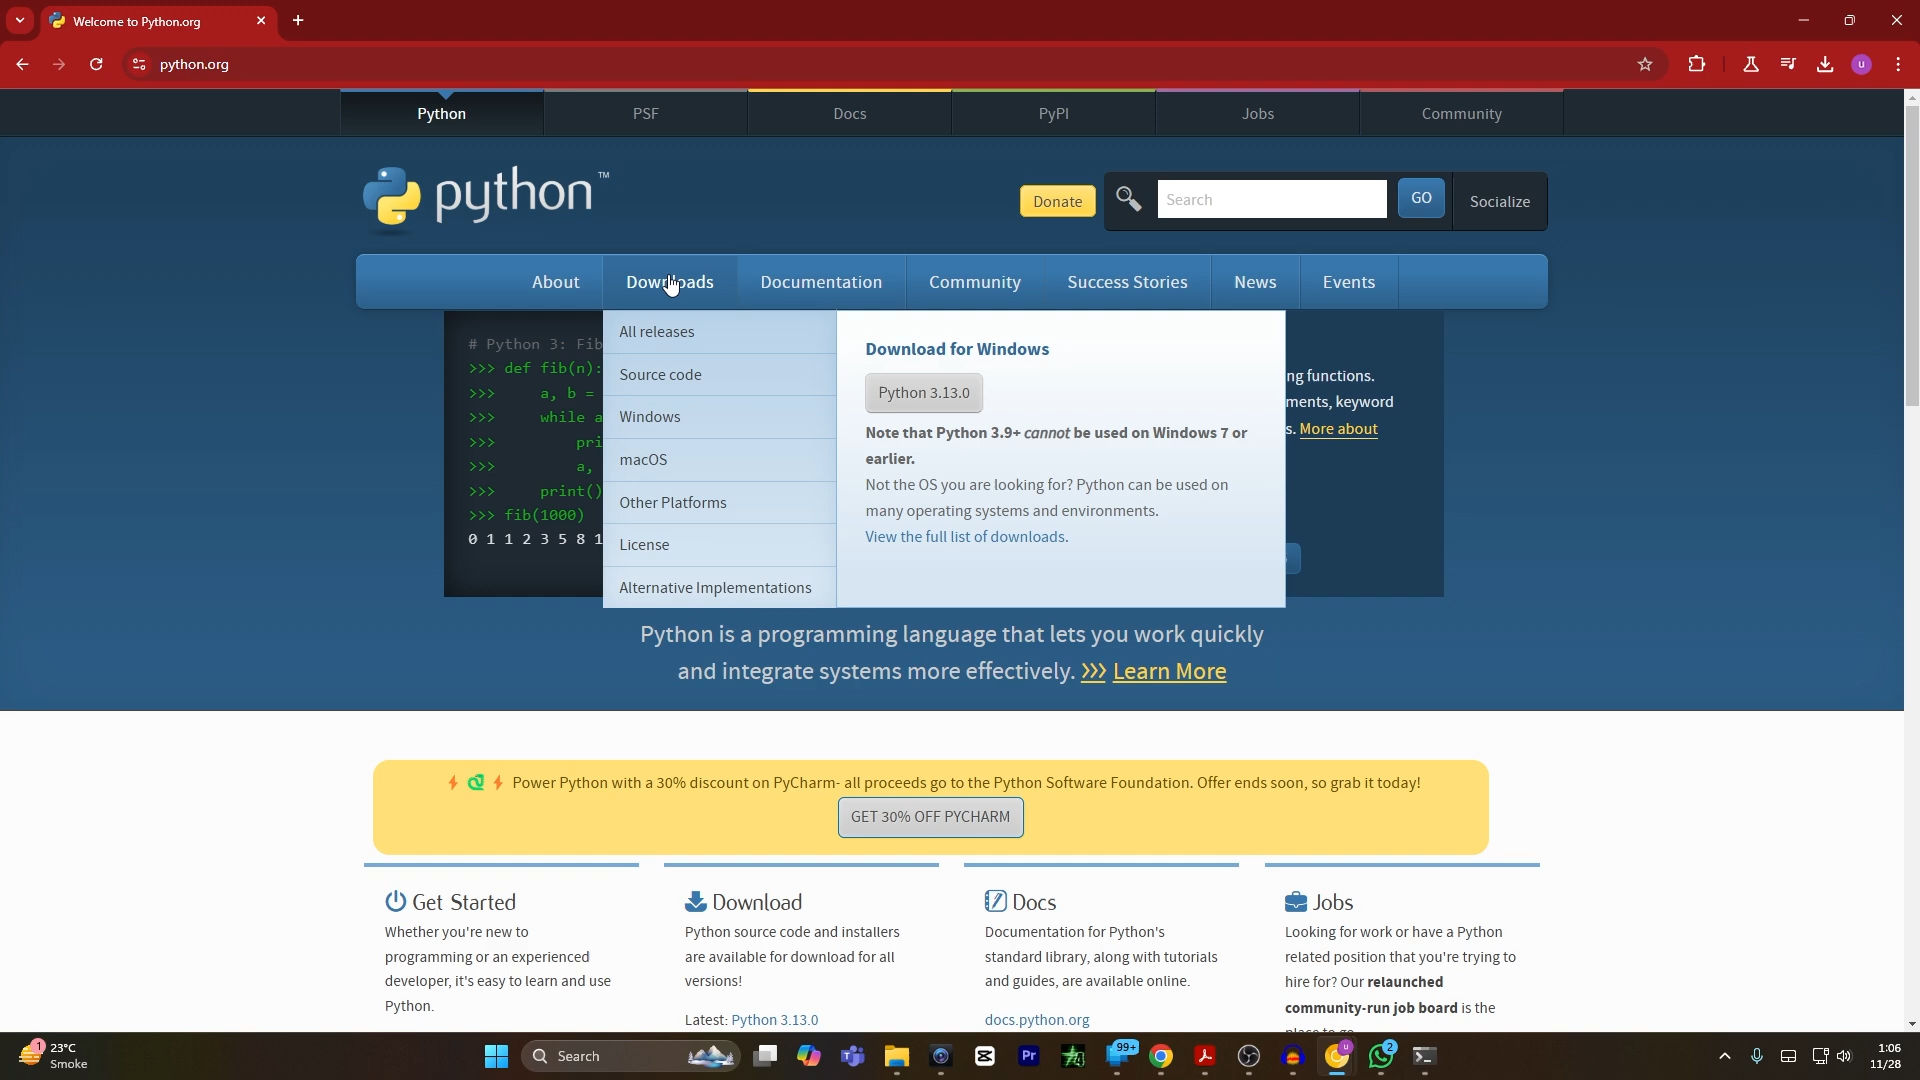 Welcome to Python.org
python.org
u
Python
PSF
Docs
PyPI
Jobs
Community
python™
Donate
Search
GO
Socialize
About
Downloads
Documentation
Community
Success Stories
News
Events
# Python 3: Fib
>>> def fib(n):
>>> a, b =
>>> while a
>>> pri
>>> a,
>>> print()
>>> fib(1000)
0 1 1 2 3 5 8 1
All releases
Source code
Windows
macOS
Other Platforms
License
Alternative Implementations
Download for Windows
Python 3.13.0
Note that Python 3.9+ cannot be used on Windows 7 or
earlier.
Not the OS you are looking for? Python can be used on
many operating systems and environments.
View the full list of downloads.
ng functions.
ments, keyword
s. More about
Python is a programming language that lets you work quickly
and integrate systems more effectively. >>> Learn More
Power Python with a 30% discount on PyCharm- all proceeds go to the Python Software Foundation. Offer ends soon, so grab it today!
GET 30% OFF PYCHARM
Get Started
Whether you're new to
programming or an experienced
developer, it's easy to learn and use
Python.
Download
Python source code and installers
are available for download for all
versions!
Latest: Python 3.13.0
Docs
Documentation for Python's
standard library, along with tutorials
and guides, are available online.
docs.python.org
Jobs
Looking for work or have a Python
related position that you're trying to
hire for? Our relaunched
community-run job board is the
1
23°C
Smoke
Search
Pr
99+
u
2
1:06
11/28